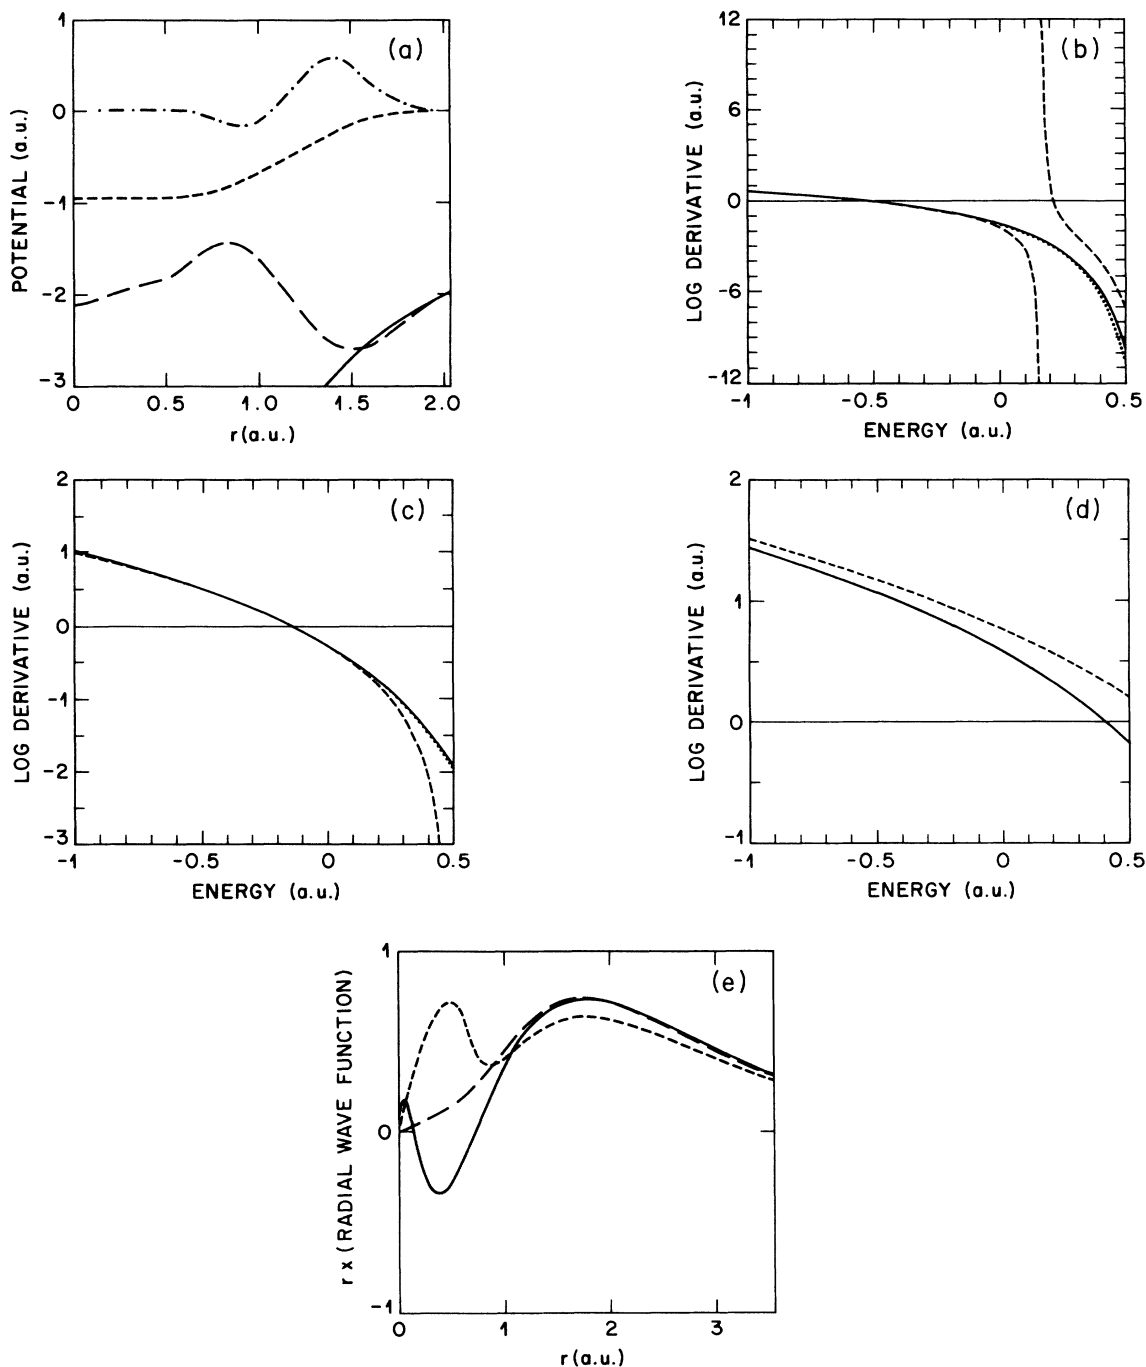 (a)
1
0
-1
-2
-3
POTENTIAL (a.u.)
0
0.5
1.0
1.5
2.0
r(a.u.)
(b)
12
6
0
-6
-12
LOG DERIVATIVE (a.u.)
-1
-0.5
0
0.5
ENERGY (a.u.)
(c)
2
1
0
-1
-2
-3
LOG DERIVATIVE (a.u.)
-1
-0.5
0
0.5
ENERGY (a.u.)
(d)
2
1
0
-1
LOG DERIVATIVE (a.u.)
-1
-0.5
0
0.5
ENERGY (a.u.)
(e)
1
0
-1
r x (RADIAL WAVE FUNCTION)
0
1
2
3
r(a.u.)